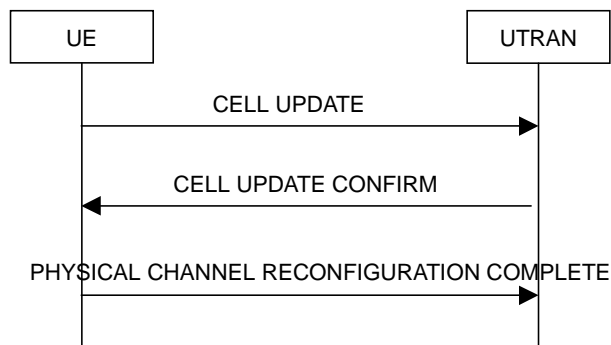 UE
UTRAN
CELL UPDATE
CELL UPDATE CONFIRM
PHYSICAL CHANNEL RECONFIGURATION COMPLETE